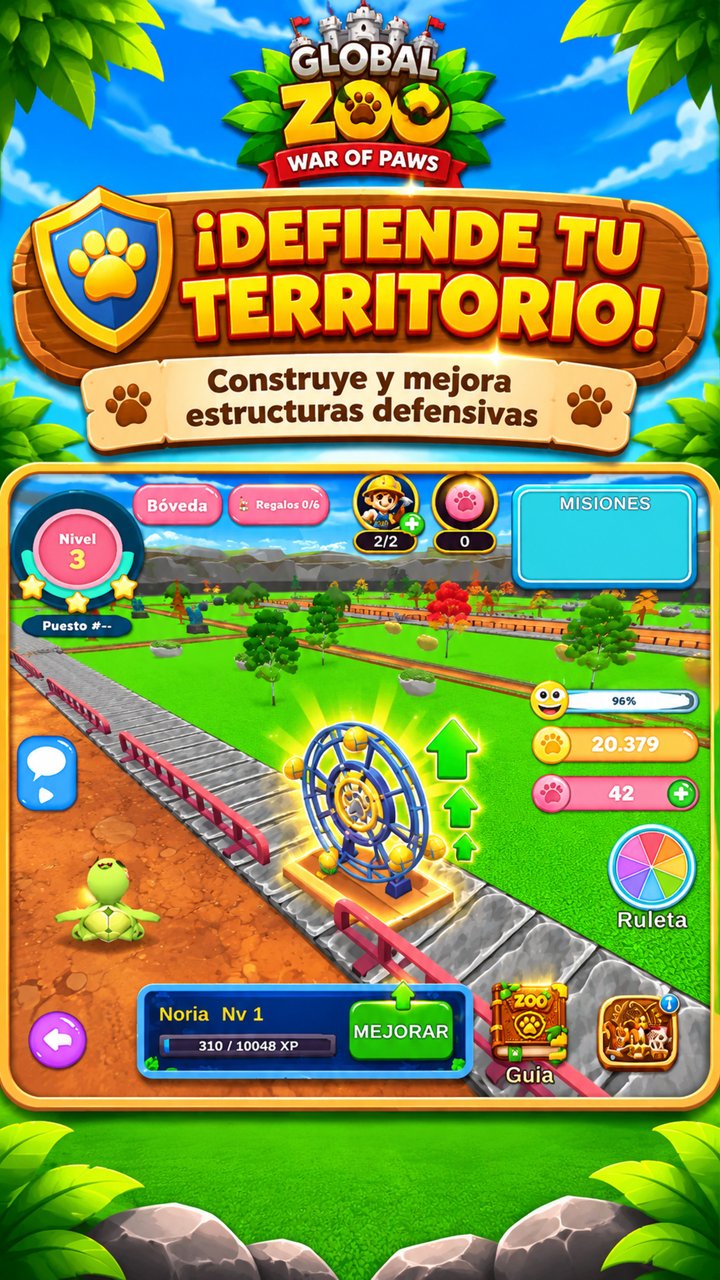 GLOBAL
ZOO
WAR OF PAWS
¡DEFIENDE TU
TERRITORIO!
Construye y mejora
estructuras defensivas
Nivel
3
Puesto #--
Bóveda
Regalos 0/6
2/2
0
MISIONES
96%
20.379
42
Ruleta
Noria Nv 1
310 / 10048 XP
MEJORAR
ZOO
Guía